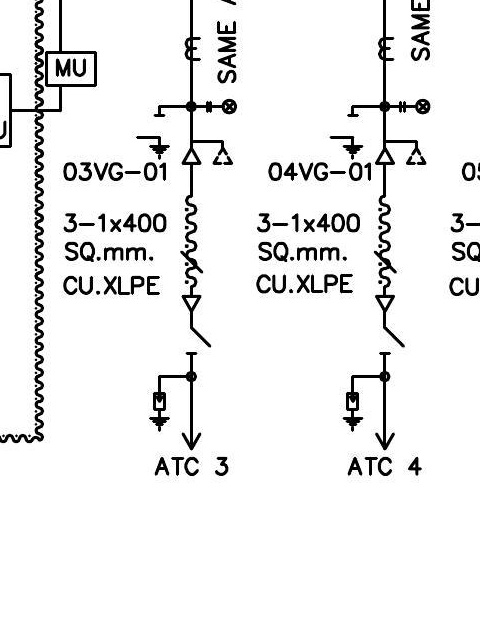 SAME
SAME
MU
U
03VG-01
04VG-01
05
3-1x400
SQ.mm.
CU.XLPE
3-1x400
SQ.mm.
CU.XLPE
3-
SQ
CU
ATC 3
ATC 4